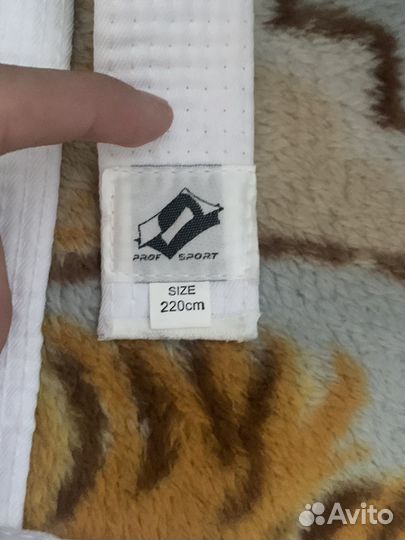 PROF SPORT
SIZE
220cm
Avito